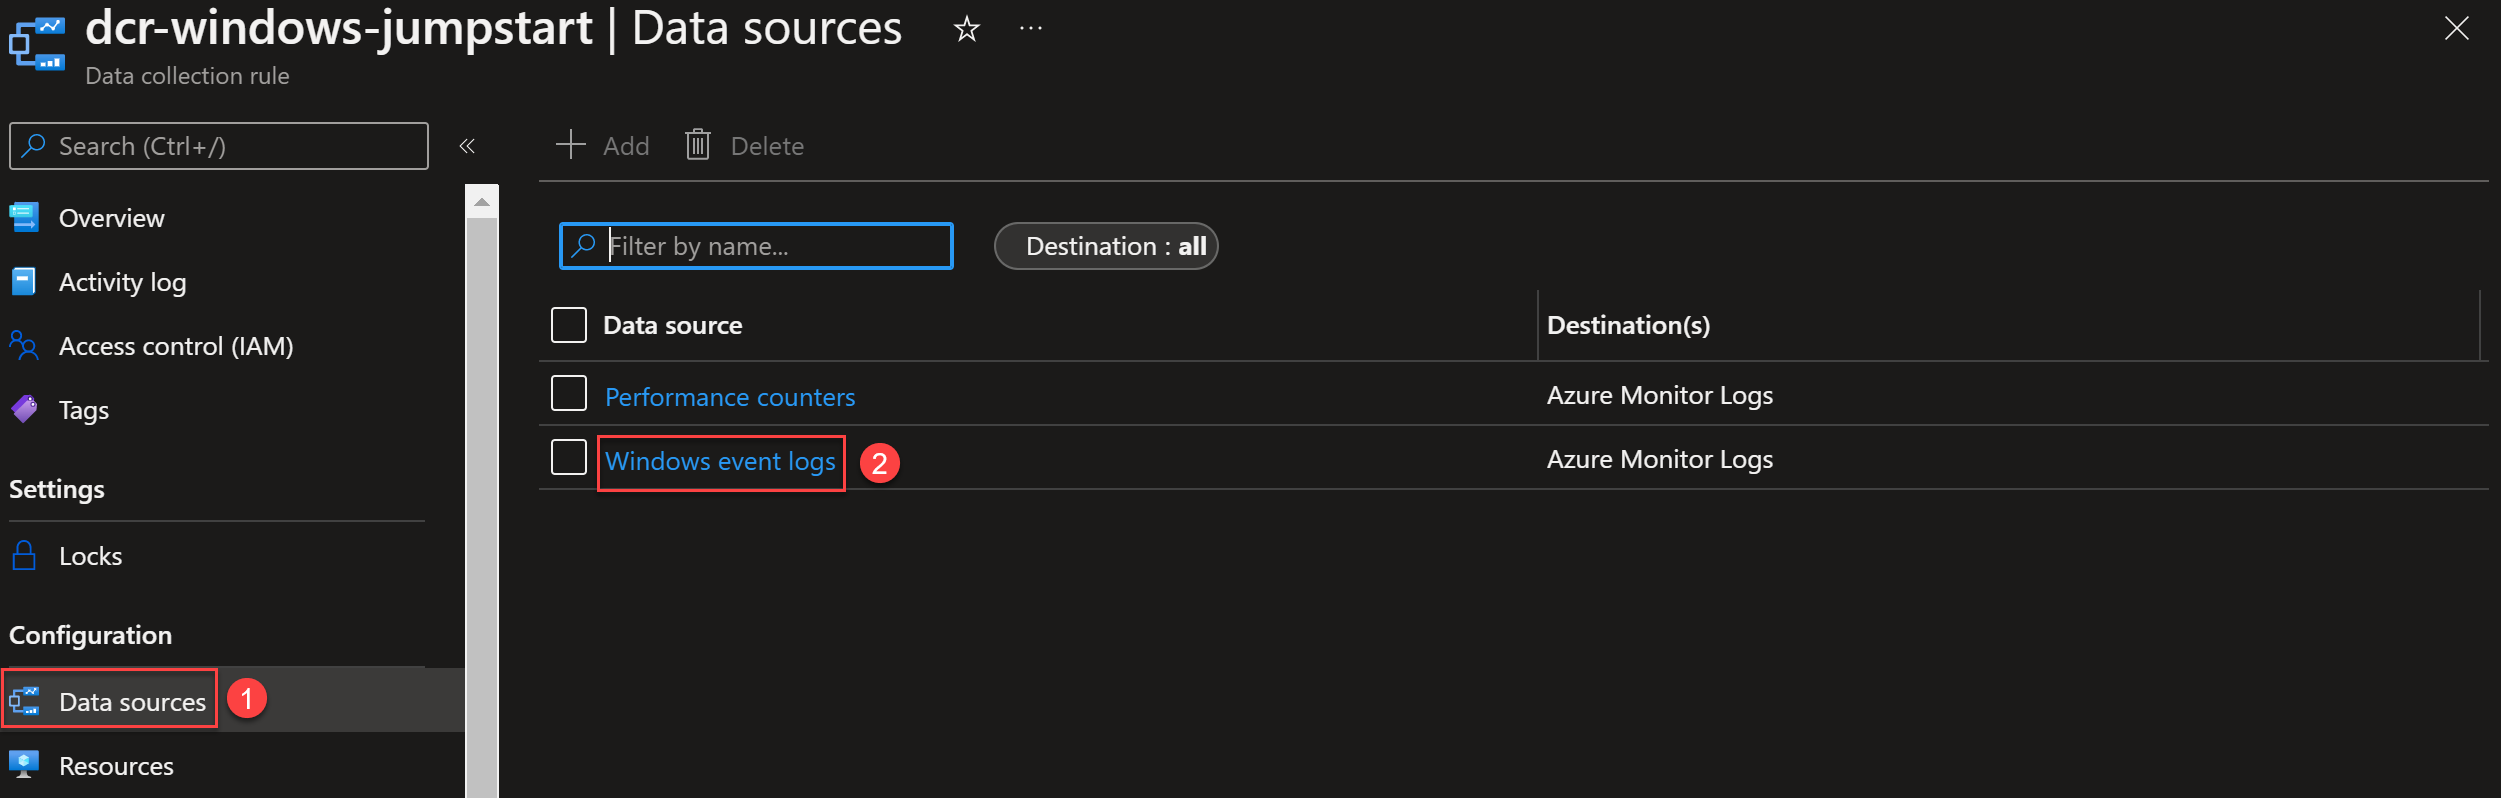 dcr-windows-jumpstart | Data sources
Data collection rule
Search (Ctrl+/)
Overview
Activity log
Access control (IAM)
Tags
Settings
Locks
Configuration
Data sources 1
Resources
Add Delete
Filter by name... Destination : all
Data source Destination(s)
Performance counters Azure Monitor Logs
Windows event logs 2 Azure Monitor Logs